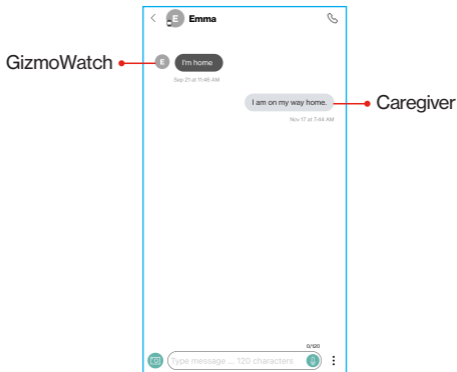 E Emma
GizmoWatch
E I'm home
Sep 21 at 11:46 AM
I am on my way home.
Caregiver
Nov 17 at 7:44 AM
0/120
Type message ... 120 characters